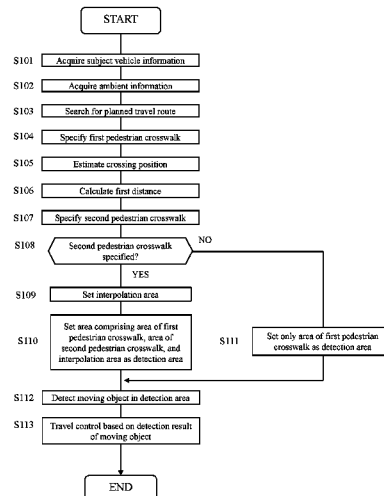 START
S101 Acquire subject vehicle information
S102 Acquire ambient information
S103 Search for planned travel route
S104 Specify first pedestrian crosswalk
S105 Estimate crossing position
S106 Calculate first distance
S107 Specify second pedestrian crosswalk
S108 Second pedestrian crosswalk
specified?
NO
YES
S109 Set interpolation area
S110 Set area comprising area of first
pedestrian crosswalk, area of
second pedestrian crosswalk, and
interpolation area as detection area
S111 Set only area of first pedestrian
crosswalk as detection area
S112 Detect moving object in detection area
S113 Travel control based on detection result
of moving object
END